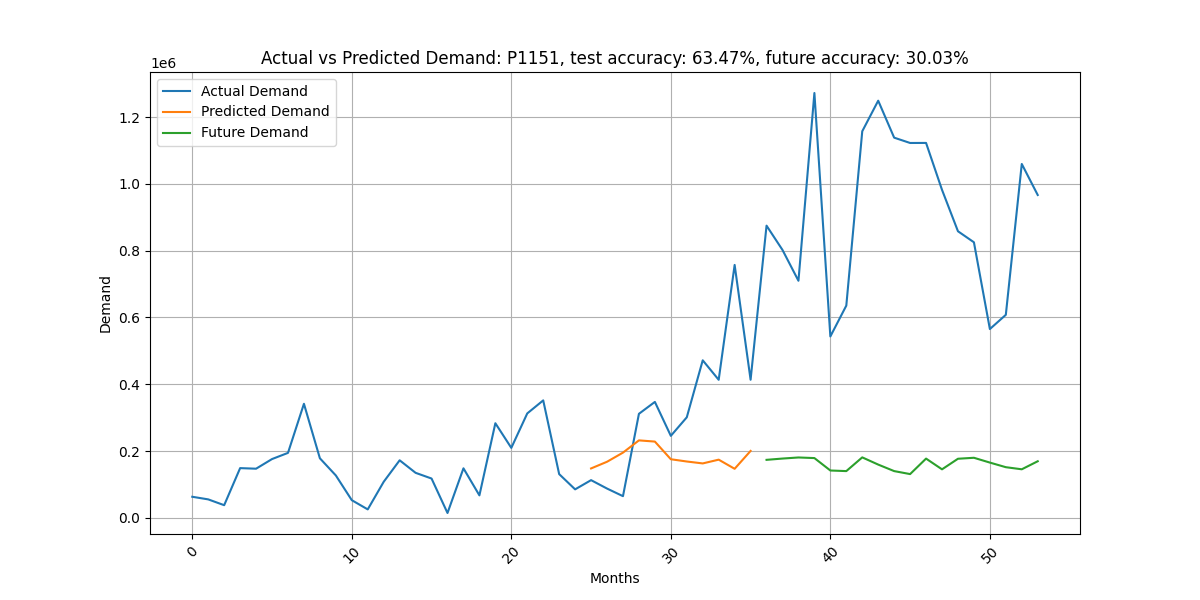 Actual vs Predicted Demand: P1151, test accuracy: 63.47%, future accuracy: 30.03%
1e6
Actual Demand
Predicted Demand
Future Demand
1.2
1.0
0.8
0.6
0.4
0.2
0.0
Demand
0
10
20
30
40
50
Months